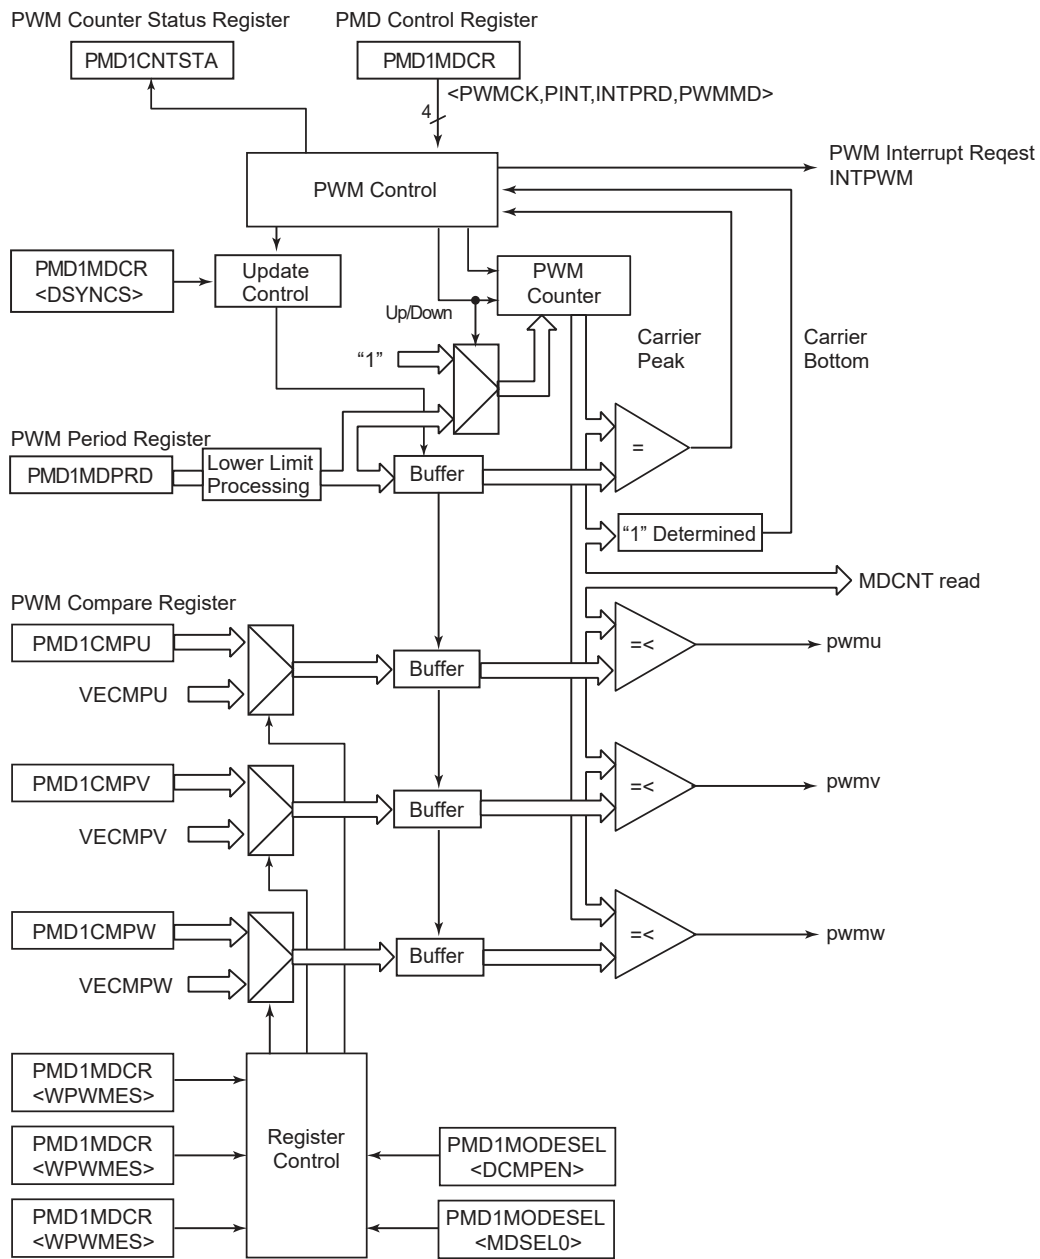 PWM Counter Status Register
PMD Control Register
PMD1CNTSTA
PMD1MDCR
<PWMCK,PINT,INTPRD,PWMMD>
4
PWM Control
PWM Interrupt Reqest
INTPWM
PMD1MDCR
<DSYNCS>
Update
Control
PWM
Counter
Up/Down
Carrier
Peak
Carrier
Bottom
“1”
PWM Period Register
PMD1MDPRD
Lower Limit
Processing
Buffer
=
“1” Determined
MDCNT read
PWM Compare Register
PMD1CMPU
VECMPU
Buffer
=<
pwmu
PMD1CMPV
VECMPV
Buffer
=<
pwmv
PMD1CMPW
VECMPW
Buffer
=<
pwmw
PMD1MDCR
<WPWMES>
PMD1MDCR
<WPWMES>
PMD1MDCR
<WPWMES>
Register
Control
PMD1MODESEL
<DCMPEN>
PMD1MODESEL
<MDSEL0>